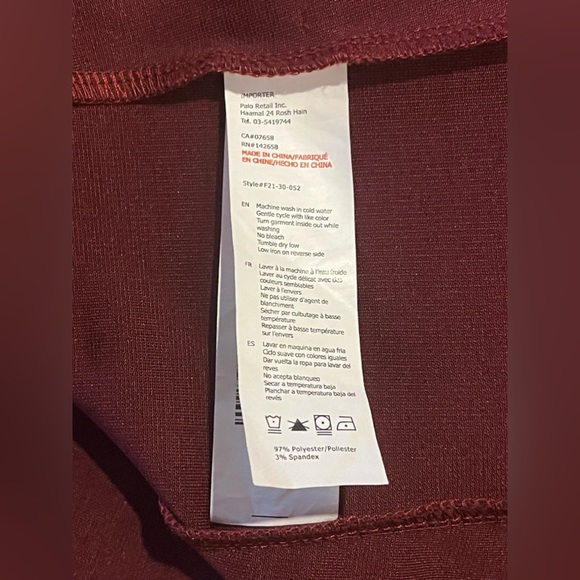 IMPORTER
Palo Retail Inc.
Haamal 24 Rosh Hain
Tel. 03-5419744
CA#07658
RN#142658
MADE IN CHINA/FABRIQUÉ
EN CHINE/HECHO EN CHINA
Style#F21-30-052
EN Machine wash in cold water
Gentle cycle with like color
Turn garment inside out while
washing
No bleach
Tumble dry low
Low iron on reverse side
FR Laver à la machine à l'eau froide
Laver au cycle délicat avec des
couleurs semblables
Laver à l'envers
Ne pas utiliser d'agent de
blanchiment
Sécher par culbutage à basse
température
Repasser à basse température
sur l'envers
ES Lavar en maquina en agua fria
Ciclo suave con colores iguales
Dar vuelta la ropa para lavar del
reves
No acepta blanqueo
Secar a temperatura baja
Planchar a temperatura baja del
revés
97% Polyester/Poliester
3% Spandex